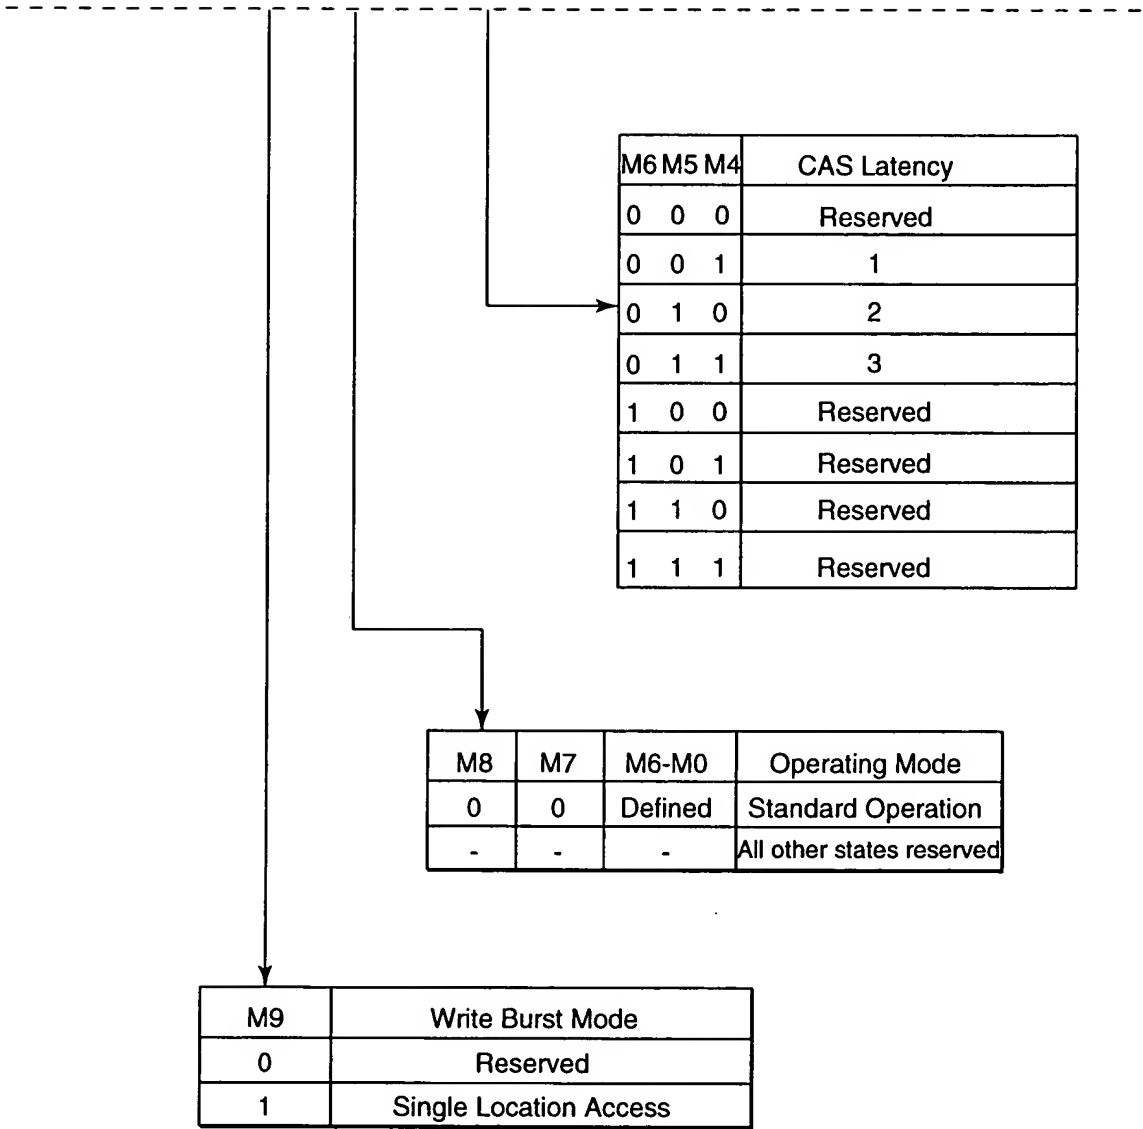 M6 M5 M4 CAS Latency
0 0 0 Reserved
0 0 1 1
0 1 0 2
0 1 1 3
1 0 0 Reserved
1 0 1 Reserved
1 1 0 Reserved
1 1 1 Reserved
M8 M7 M6-M0 Operating Mode
0 0 Defined Standard Operation
- - - All other states reserved
M9 Write Burst Mode
0 Reserved
1 Single Location Access